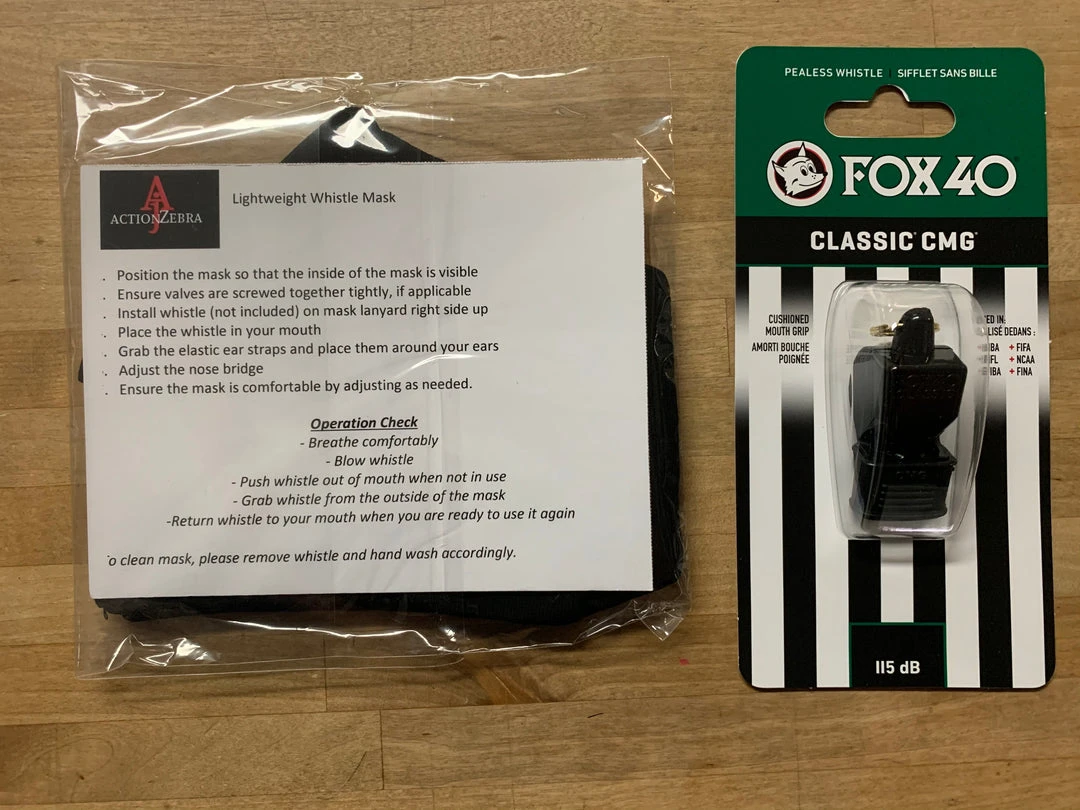 AJ
ACTIONZEBRA
Lightweight Whistle Mask
. Position the mask so that the inside of the mask is visible
. Ensure valves are screwed together tightly, if applicable
. Install whistle (not included) on mask lanyard right side up
. Place the whistle in your mouth
. Grab the elastic ear straps and place them around your ears
. Adjust the nose bridge
. Ensure the mask is comfortable by adjusting as needed.
Operation Check
- Breathe comfortably
- Blow whistle
- Push whistle out of mouth when not in use
- Grab whistle from the outside of the mask
-Return whistle to your mouth when you are ready to use it again
o clean mask, please remove whistle and hand wash accordingly.
PEALESS WHISTLE | SIFFLET SANS BILLE
FOX 40
CLASSIC CMG
CUSHIONED
MOUTH GRIP
AMORTI BOUCHE
POIGNÉE
IN:
DEDANS :
+ FIFA
+ NCAA
+ FINA
CMG
115 dB